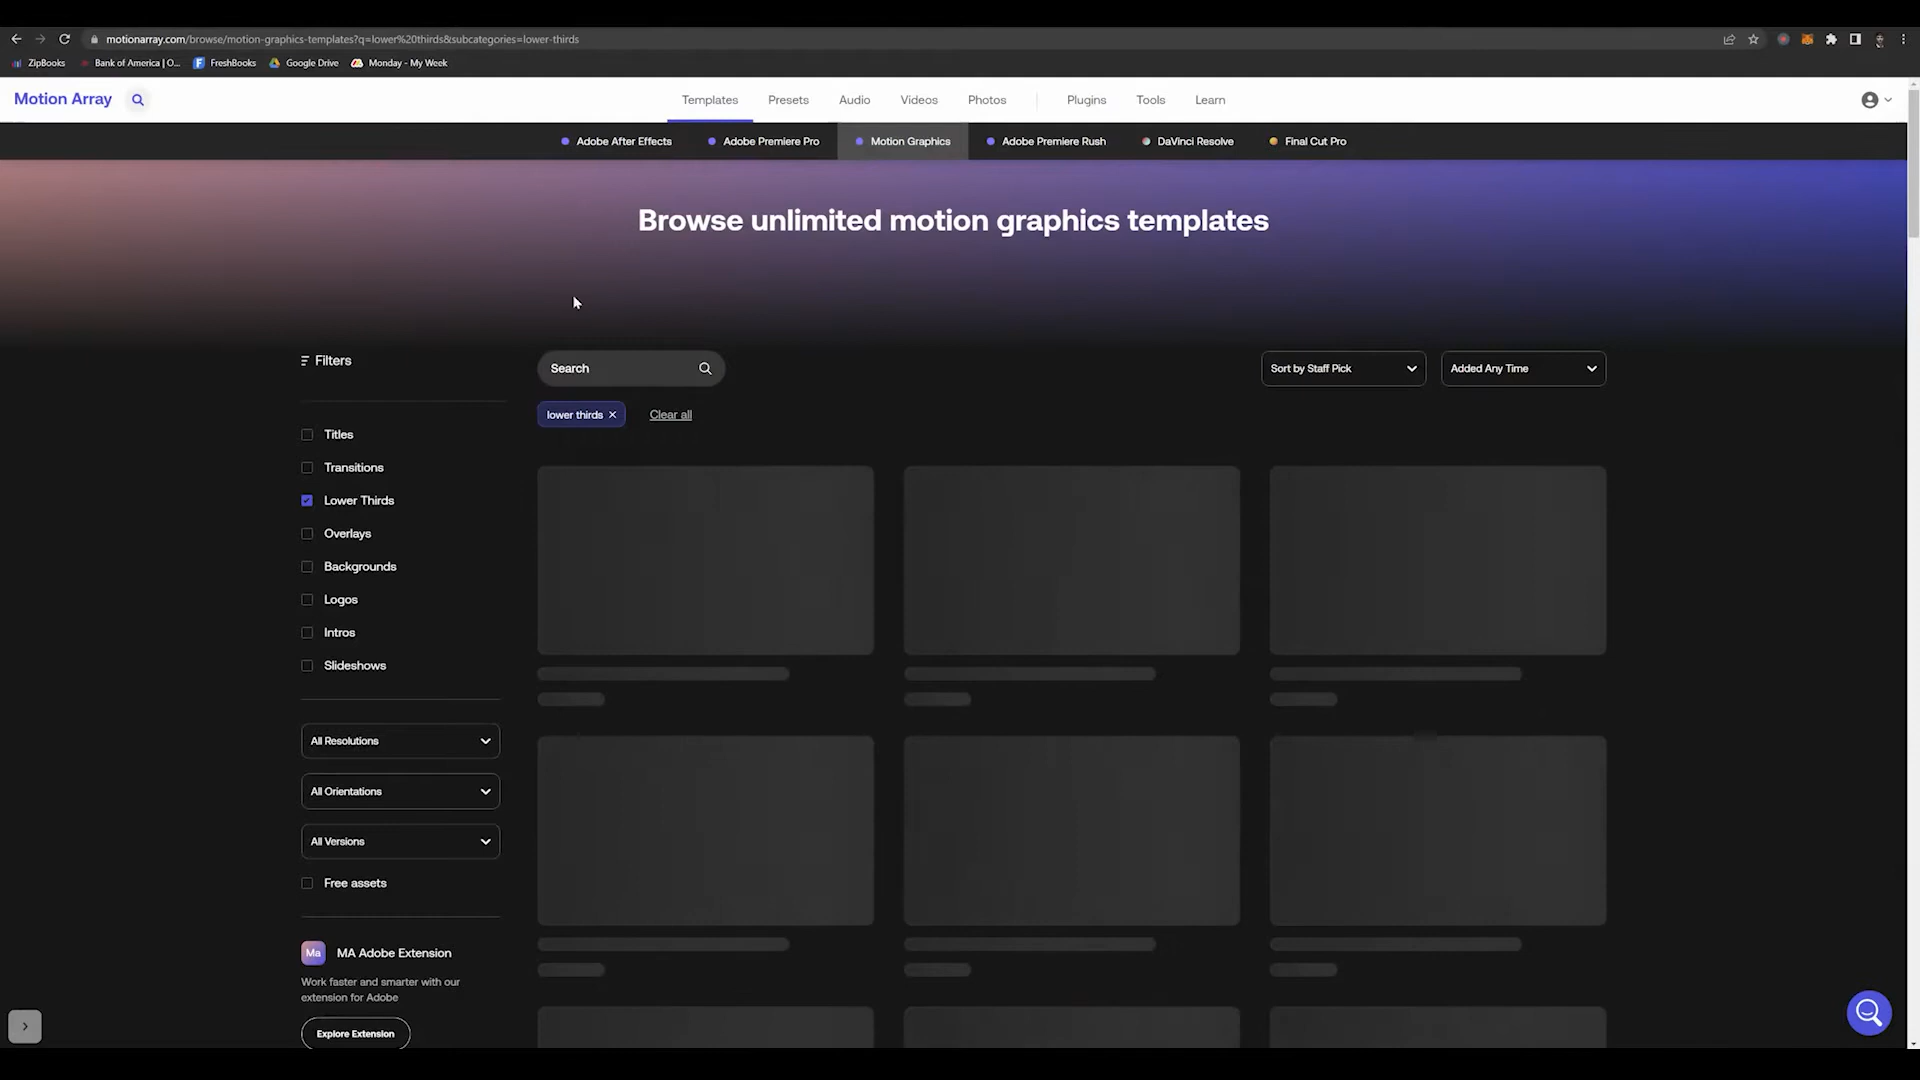 motionarray.com/browse/motion-graphics-templates?q=lower%20thirds&subcategories=lower-thirds
ZipBooks
Bank of America | O...
FreshBooks
Google Drive
Monday - My Week
Motion Array
Templates
Presets
Audio
Videos
Photos
Plugins
Tools
Learn
Adobe After Effects
Adobe Premiere Pro
Motion Graphics
Adobe Premiere Rush
DaVinci Resolve
Final Cut Pro
Browse unlimited motion graphics templates
Filters
Search
Sort by Staff Pick
Added Any Time
lower thirds
Clear all
Titles
Transitions
Lower Thirds
Overlays
Backgrounds
Logos
Intros
Slideshows
All Resolutions
All Orientations
All Versions
Free assets
Ma
MA Adobe Extension
Work faster and smarter with our
extension for Adobe
Explore Extension